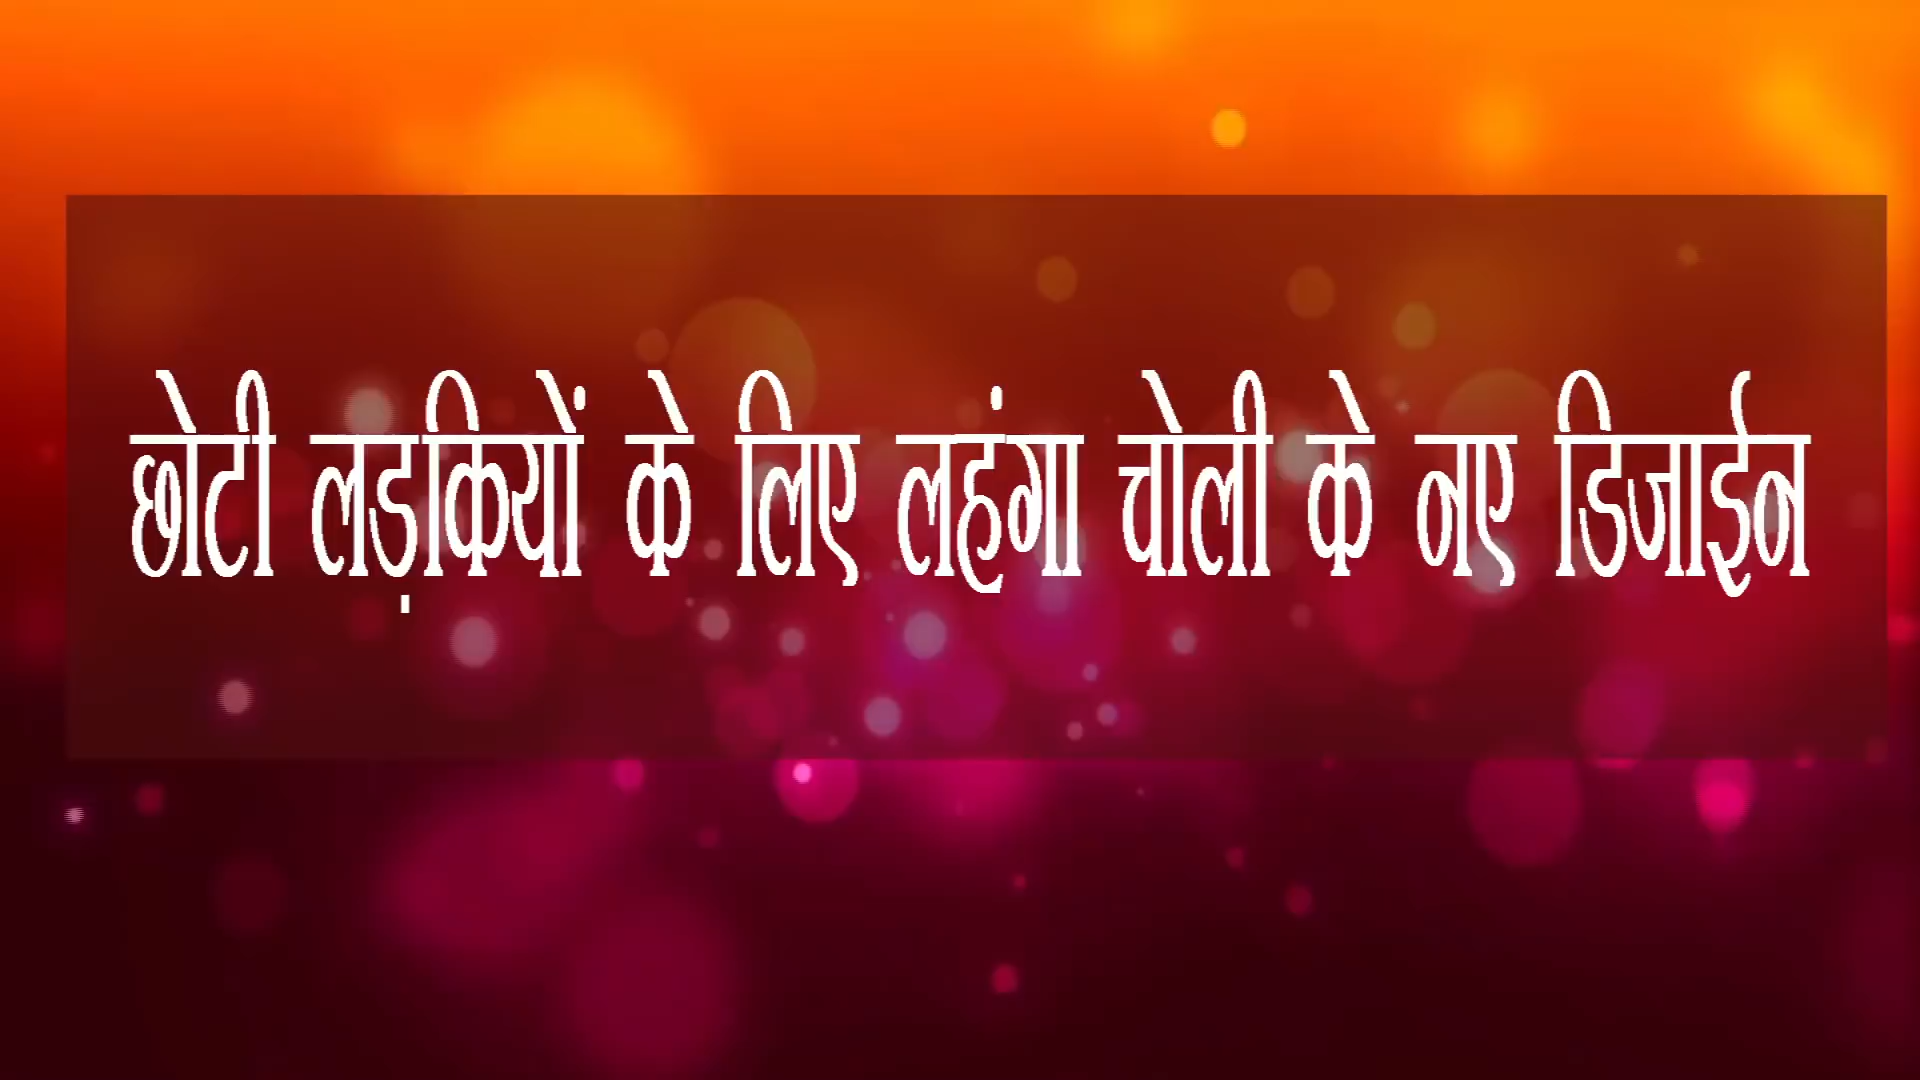 छोटी लड़कियों के लिए लहंगा चोली के नए डिजाईन